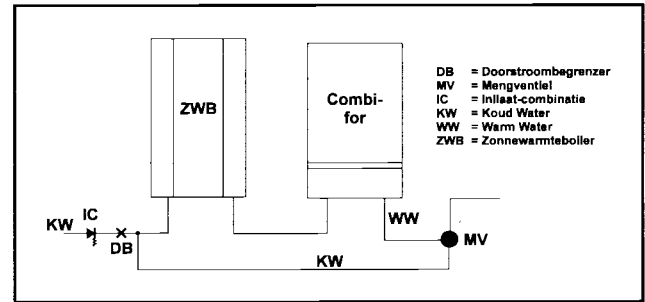 ZWB
Combi-
for
DB = Doorstroombegrenzer
MV = Mengventiel
IC = Inlaat-combinatie
KW = Koud Water
WW = Warm Water
ZWB = Zonnewarmteboiler
KW
IC
DB
WW
MV
KW